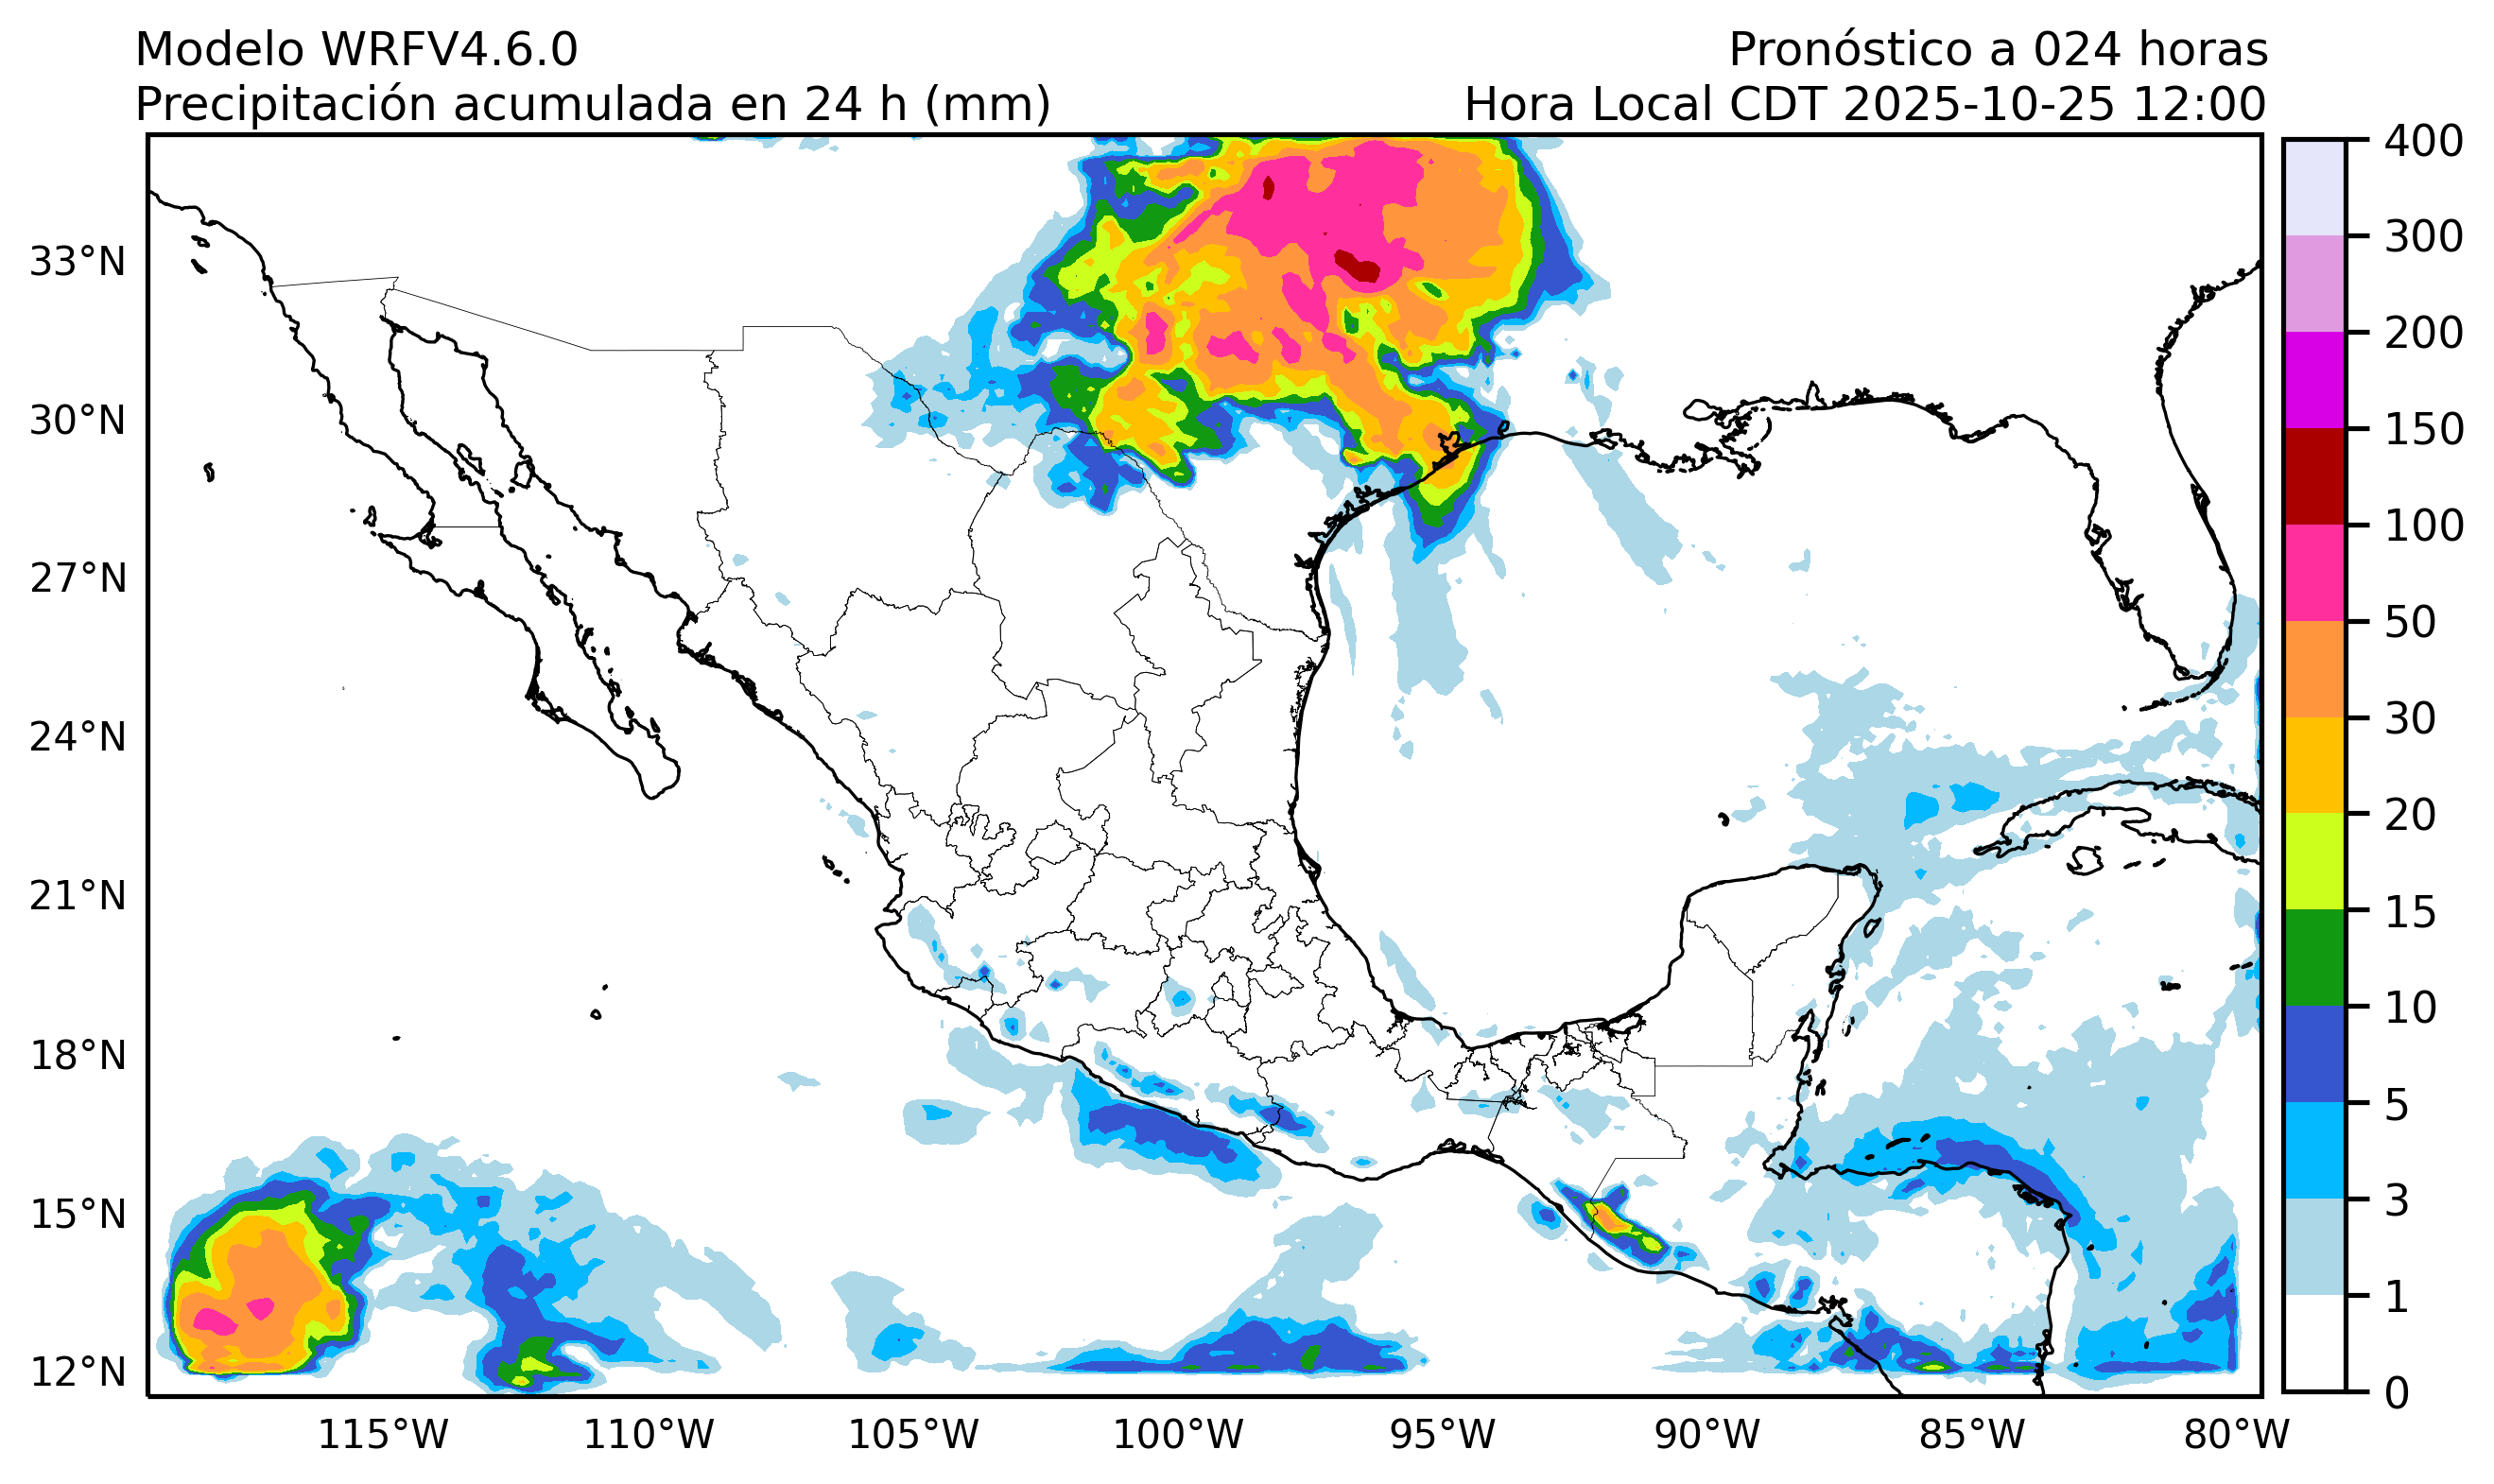 Modelo WRFV4.6.0
Pronóstico a 024 horas
Precipitación acumulada en 24 h (mm)
Hora Local CDT 2025-10-25 12:00
33°N
30°N
27°N
24°N
21°N
18°N
15°N
12°N
115°W
110°W
105°W
100°W
95°W
90°W
85°W
80°W
400
300
200
150
100
50
30
20
15
10
5
3
1
0